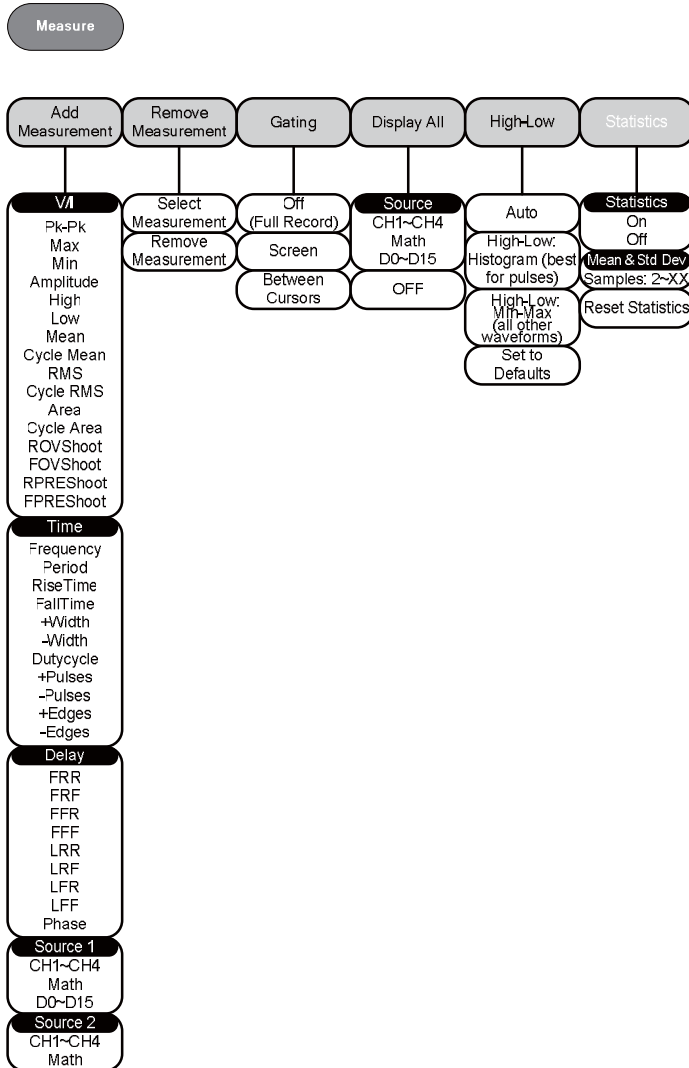 Measure
Add
Measurement
Remove
Measurement
Gating
Display All
High-Low
Statistics
V/I
Pk-Pk
Max
Min
Amplitude
High
Low
Mean
Cycle Mean
RMS
Cycle RMS
Area
Cycle Area
ROVShoot
FOVShoot
RPREShoot
FPREShoot
Time
Frequency
Period
RiseTime
FallTime
+Width
-Width
Dutycycle
+Pulses
-Pulses
+Edges
-Edges
Delay
FRR
FRF
FFR
FFF
LRR
LRF
LFR
LFF
Phase
Source 1
CH1~CH4
Math
D0~D15
Source 2
CH1~CH4
Math
Select
Measurement
Remove
Measurement
Off
(Full Record)
Screen
Between
Cursors
Source
CH1~CH4
Math
D0~D15
OFF
Auto
High-Low:
Histogram (best
for pulses)
High-Low:
Min-Max
(all other
waveforms)
Set to
Defaults
Statistics
On
Off
Mean & Std Dev
Samples: 2~XX
Reset Statistics